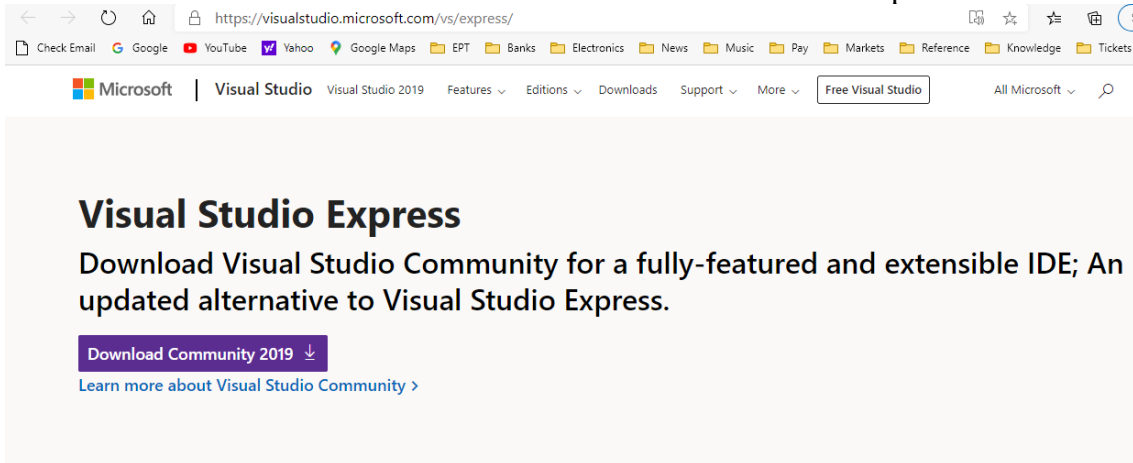 https://visualstudio.microsoft.com/vs/express/
Check Email Google YouTube Yahoo Google Maps EPT Banks Electronics News Music Pay Markets Reference Knowledge Tickets
Microsoft Visual Studio Visual Studio 2019 Features Editions Downloads Support More Free Visual Studio All Microsoft
Visual Studio Express
Download Visual Studio Community for a fully-featured and extensible IDE; An
updated alternative to Visual Studio Express.
Download Community 2019
Learn more about Visual Studio Community >